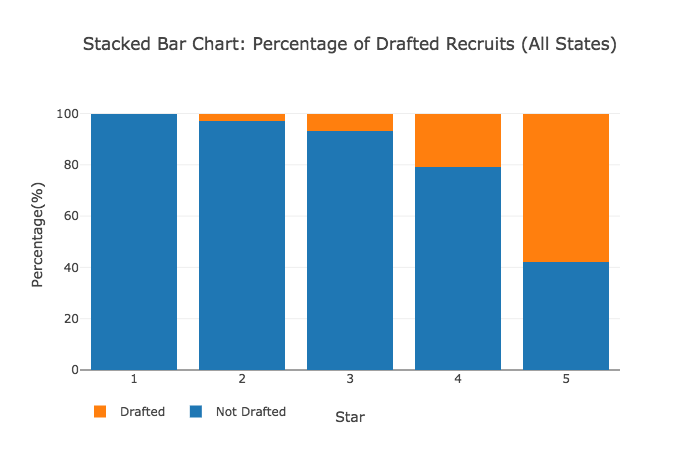 Stacked Bar Chart: Percentage of Drafted Recruits (All States)
Percentage(%)
100
80
60
40
20
0
1 2 3 4 5
Star
Drafted Not Drafted